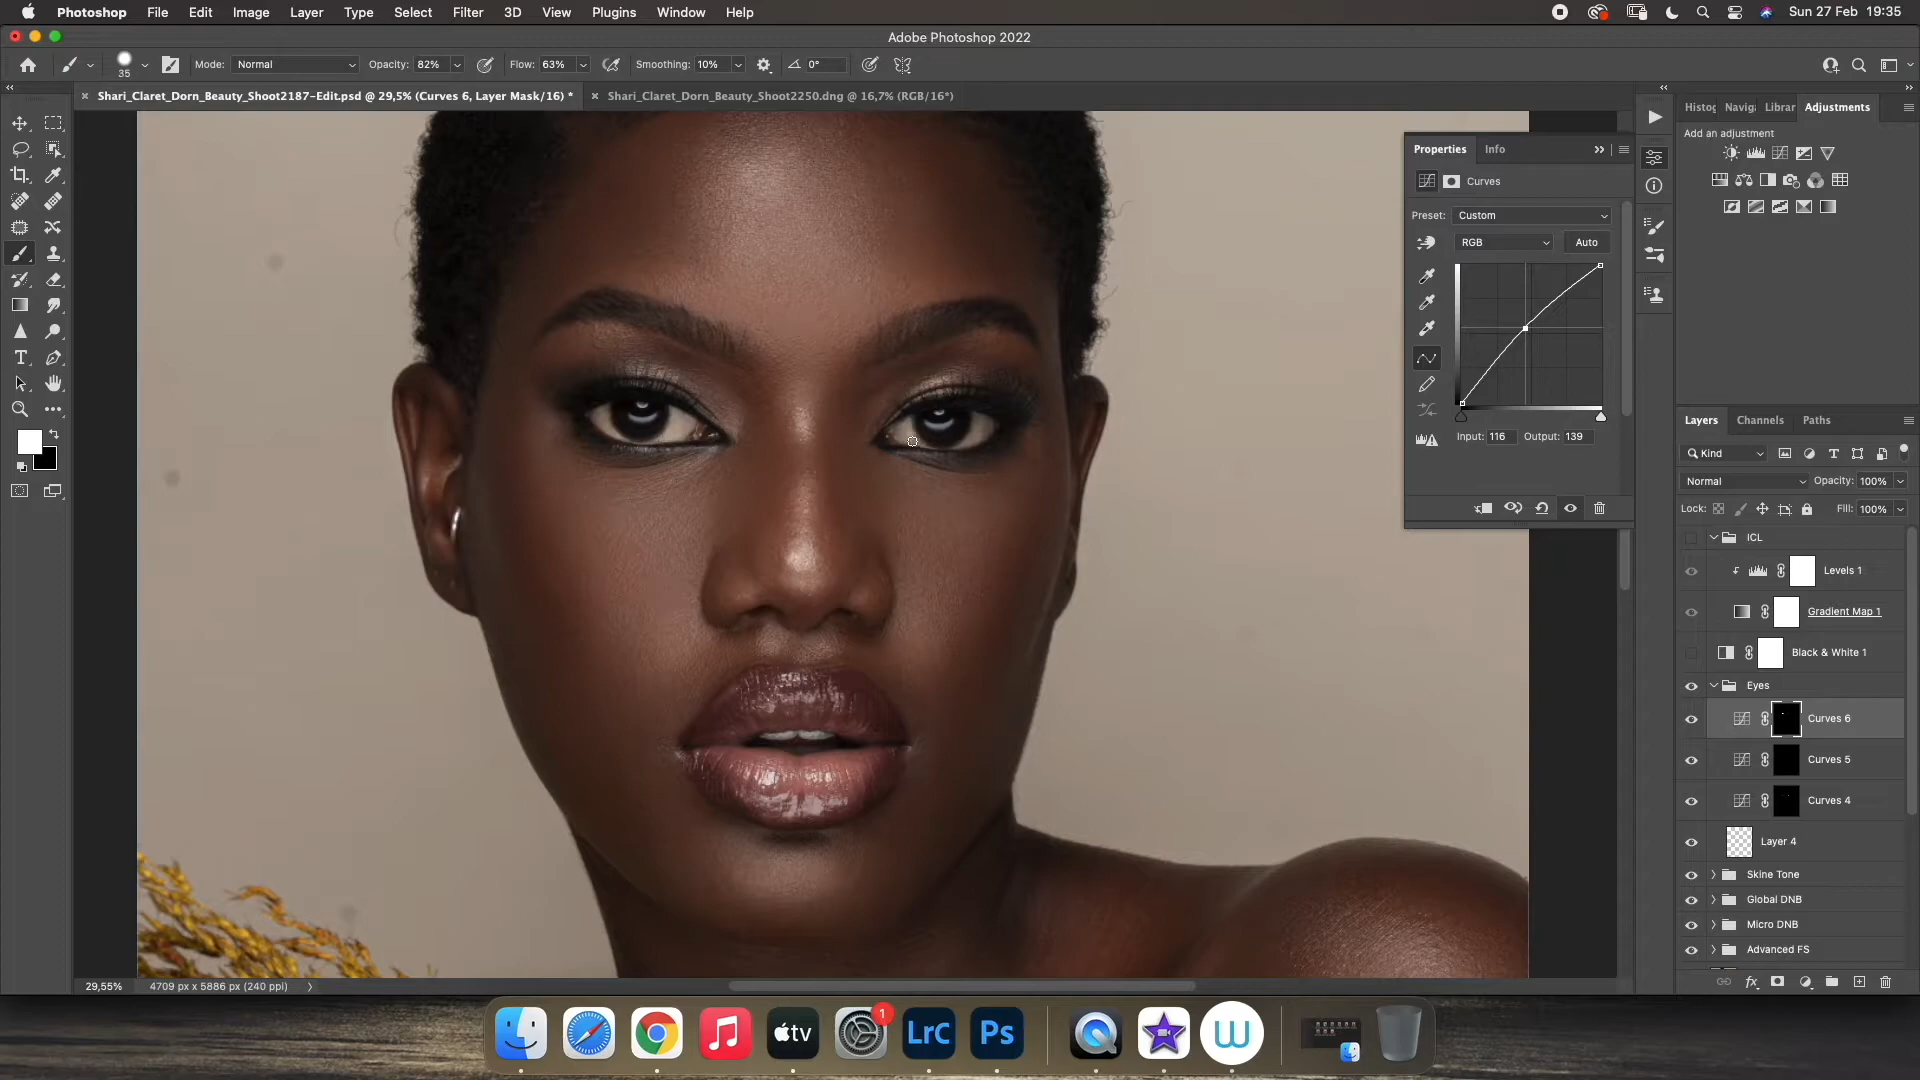 Photoshop File Edit Image Layer Type Select Filter 3D View Plugins Window Help Sun 27 Feb 19:35
Adobe Photoshop 2022
35 Mode: Normal Opacity: 82% Flow: 63% Smoothing: 10% 0°
Shari_Claret_Dorn_Beauty_Shoot2187-Edit.psd @ 29,5% (Curves 6, Layer Mask/16) * Shari_Claret_Dorn_Beauty_Shoot2250.dng @ 16,7% (RGB/16*)
Properties Info
Curves
Preset: Custom
RGB Auto
Input: 116 Output: 139
Histog Naviga Librar Adjustments
Add an adjustment
Layers Channels Paths
Kind
Normal Opacity: 100%
Lock: Fill: 100%
ICL
Levels 1
Gradient Map 1
Black & White 1
Eyes
Curves 6
Curves 5
Curves 4
Layer 4
Skine Tone
Global DNB
Micro DNB
Advanced FS
29,55% 4709 px x 5886 px (240 ppi)
tv 1 LrC Ps W